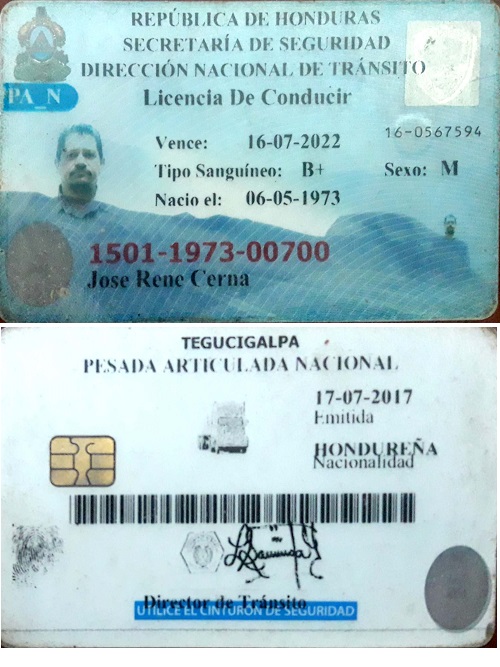 REPÚBLICA DE HONDURAS
SECRETARÍA DE SEGURIDAD
DIRECCIÓN NACIONAL DE TRÁNSITO
PA_N
Licencia De Conducir
16-0567594
Vence: 16-07-2022
Tipo Sanguíneo: B+ Sexo: M
Nacio el: 06-05-1973
1501-1973-00700
Jose Rene Cerna
TEGUCIGALPA
PESADA ARTICULADA NACIONAL
17-07-2017
Emitida
HONDUREÑA
Nacionalidad
Director de Tránsito
UTILICE EL CINTURÓN DE SEGURIDAD